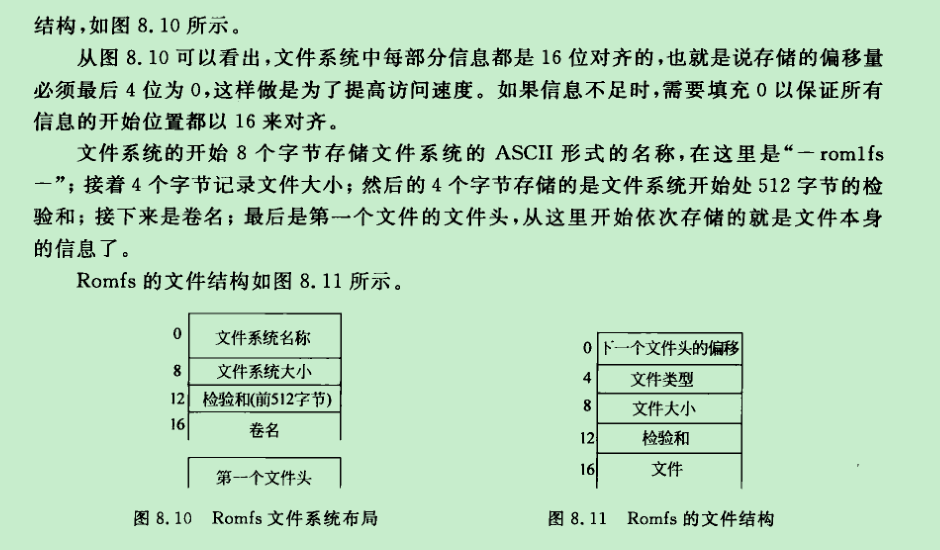 结构,如图 8.10 所示。
从图 8.10 可以看出,文件系统中每部分信息都是 16 位对齐的,也就是说存储的偏移量
必须最后 4 位为 0,这样做是为了提高访问速度。如果信息不足时,需要填充 0 以保证所有
信息的开始位置都以 16 来对齐。
文件系统的开始 8 个字节存储文件系统的 ASCII 形式的名称,在这里是“－rom1fs
－”; 接着 4 个字节记录文件大小; 然后的 4 个字节存储的是文件系统开始处 512 字节的检
验和; 接下来是卷名; 最后是第一个文件的文件头,从这里开始依次存储的就是文件本身
的信息了。
Romfs 的文件结构如图 8.11 所示。
0 文件系统名称
8 文件系统大小
12 检验和(前512字节)
16 卷名
第一个文件头
图 8.10 Romfs 文件系统布局
0 下一个文件头的偏移
4 文件类型
8 文件大小
12 检验和
16 文件
图 8.11 Romfs 的文件结构